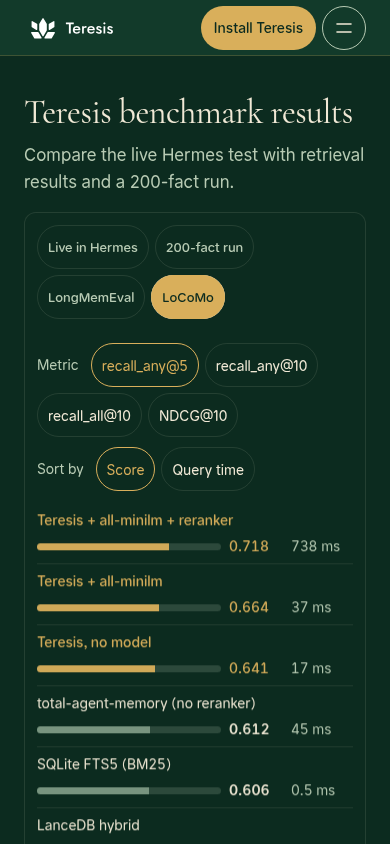 Teresis
Install Teresis
Teresis benchmark results
Compare the live Hermes test with retrieval
results and a 200-fact run.
Live in Hermes
200-fact run
LongMemEval
LoCoMo
Metric
recall_any@5
recall_any@10
recall_all@10
NDCG@10
Sort by
Score
Query time
Teresis + all-minilm + reranker
0.718 738 ms
Teresis + all-minilm
0.664 37 ms
Teresis, no model
0.641 17 ms
total-agent-memory (no reranker)
0.612 45 ms
SQLite FTS5 (BM25)
0.606 0.5 ms
LanceDB hybrid